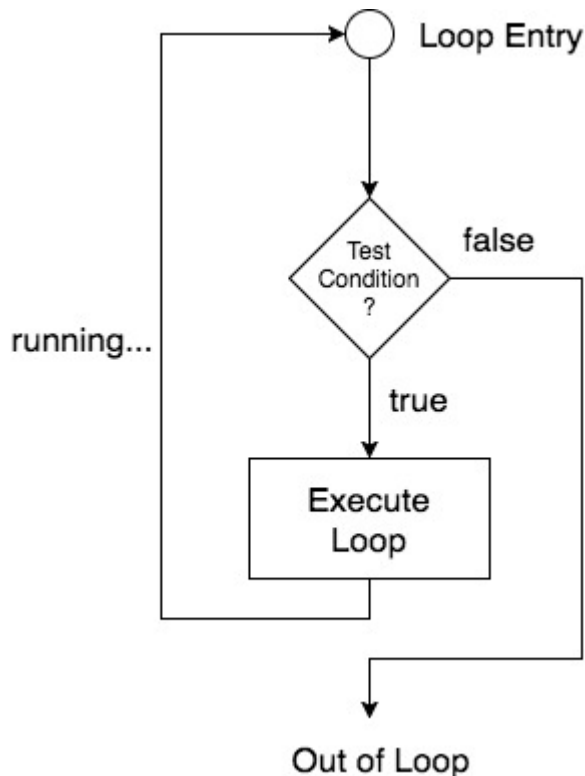 Loop Entry
Test
Condition
?
false
running...
true
Execute
Loop
Out of Loop